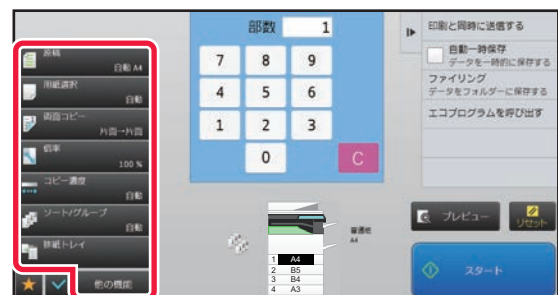 原稿
自動 A4
用紙選択
自動
両面コピー
片面→片面
倍率
100 %
コピー濃度
自動
ソート/グループ
自動
排紙トレイ
他の機能
部数 1
7 8 9
4 5 6
1 2 3
0 C
普通紙
A4
1 A4
2 B5
3 B4
4 A3
印刷と同時に送信する
自動一時保存
データを一時的に保存する
ファイリング
データをフォルダーに保存する
エコプログラムを呼び出す
プレビュー
リセット
スタート